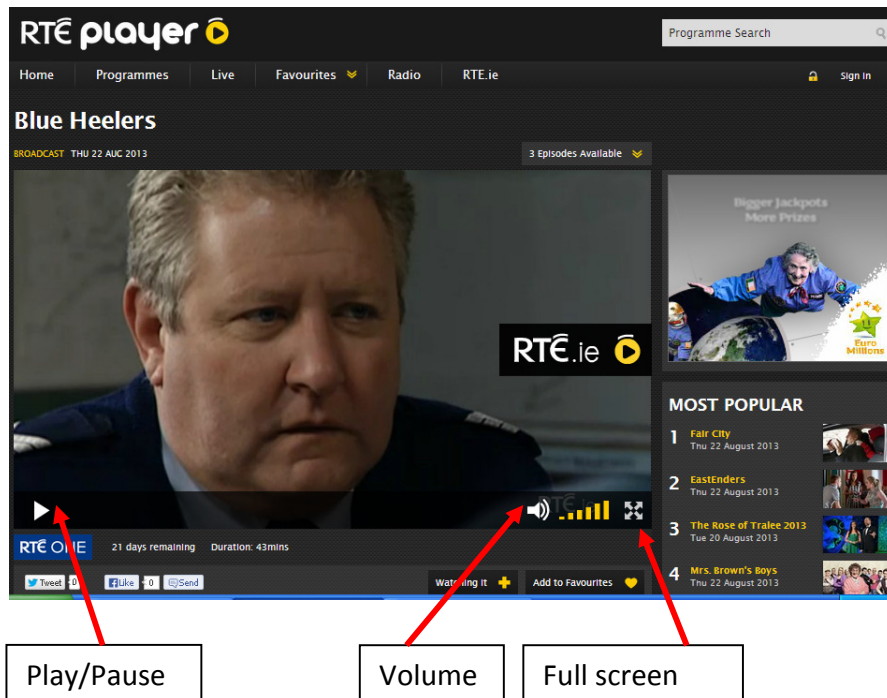 RTÉ player
Programme Search
Home Programmes Live Favourites Radio RTE.ie Sign In
Blue Heelers
BROADCAST THU 22 AUG 2013
3 Episodes Available
Bigger Jackpots
More Prizes
Euro
Millions
RTÉ.ie
MOST POPULAR
1 Fair City
Thu 22 August 2013
2 EastEnders
Thu 22 August 2013
3 The Rose of Tralee 2013
Tue 20 August 2013
4 Mrs. Brown's Boys
Thu 22 August 2013
RTÉ.ie
RTÉ ONE 21 days remaining Duration: 43mins
Tweet 0 Like 0 Send
Watching it Add to Favourites
Play/Pause
Volume
Full screen